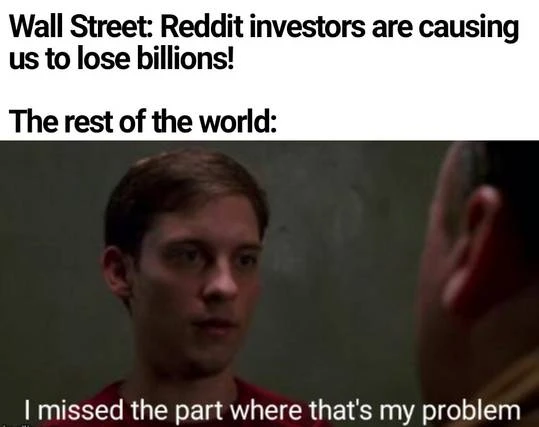 Wall Street: Reddit investors are causing
us to lose billions!
The rest of the world:
I missed the part where that's my problem